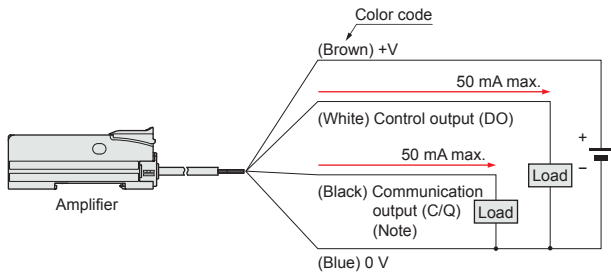 Color code
(Brown) +V
50 mA max.
(White) Control output (DO)
+
−
Load
50 mA max.
(Black) Communication
output (C/Q)
(Note)
Load
Amplifier
(Blue) 0 V